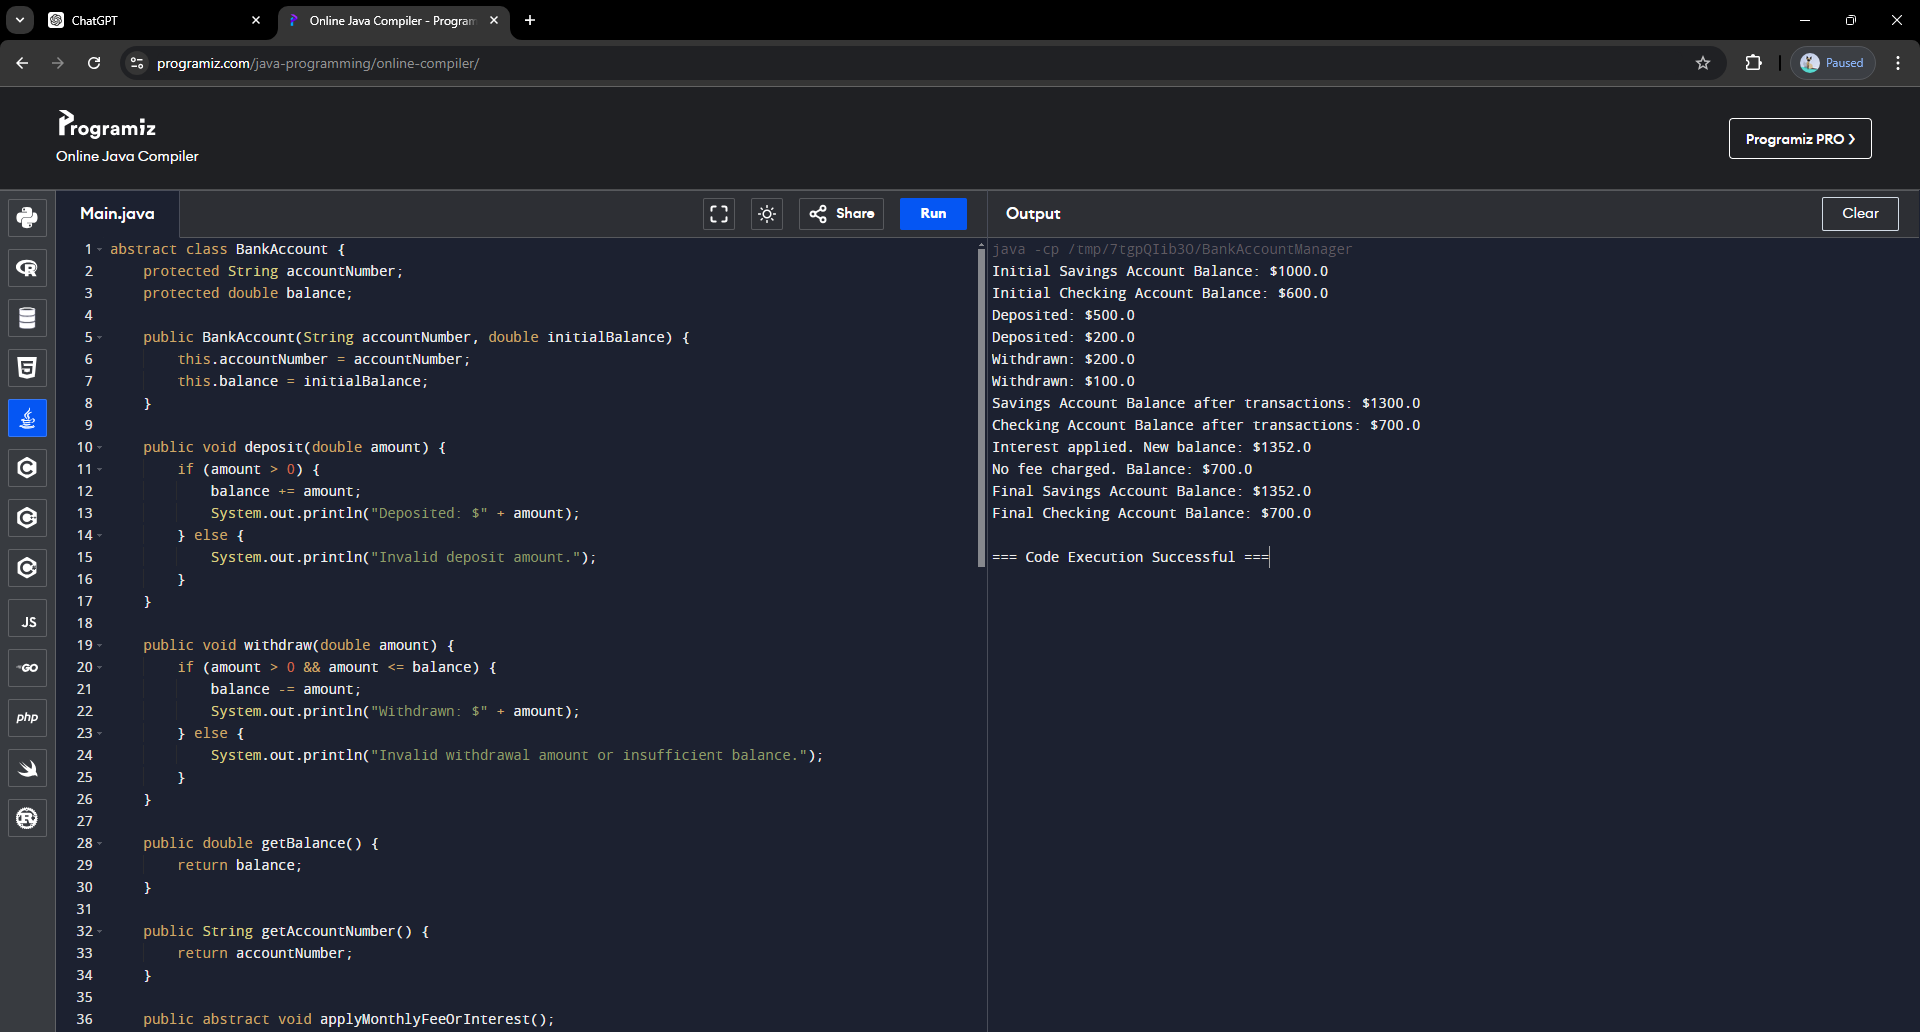 ChatGPT
Online Java Compiler - Program
programiz.com/java-programming/online-compiler/
Paused
Programiz
Online Java Compiler
Programiz PRO
Main.java
Share
Run
Output
Clear
1 abstract class BankAccount {
2 protected String accountNumber;
3 protected double balance;
4
5 public BankAccount(String accountNumber, double initialBalance) {
6 this.accountNumber = accountNumber;
7 this.balance = initialBalance;
8 }
9
10 public void deposit(double amount) {
11 if (amount > 0) {
12 balance += amount;
13 System.out.println("Deposited: $" + amount);
14 } else {
15 System.out.println("Invalid deposit amount.");
16 }
17 }
18
19 public void withdraw(double amount) {
20 if (amount > 0 && amount <= balance) {
21 balance -= amount;
22 System.out.println("Withdrawn: $" + amount);
23 } else {
24 System.out.println("Invalid withdrawal amount or insufficient balance.");
25 }
26 }
27
28 public double getBalance() {
29 return balance;
30 }
31
32 public String getAccountNumber() {
33 return accountNumber;
34 }
35
36 public abstract void applyMonthlyFeeOrInterest();
java -cp /tmp/7tgpQIib3O/BankAccountManager
Initial Savings Account Balance: $1000.0
Initial Checking Account Balance: $600.0
Deposited: $500.0
Deposited: $200.0
Withdrawn: $200.0
Withdrawn: $100.0
Savings Account Balance after transactions: $1300.0
Checking Account Balance after transactions: $700.0
Interest applied. New balance: $1352.0
No fee charged. Balance: $700.0
Final Savings Account Balance: $1352.0
Final Checking Account Balance: $700.0
=== Code Execution Successful ===
JS
GO
php